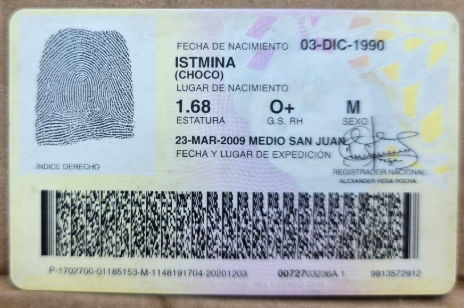 FECHA DE NACIMIENTO 03-DIC-1990
ISTMINA
(CHOCO)
LUGAR DE NACIMIENTO
1.68 O+ M
ESTATURA G.S. RH SEXO
23-MAR-2009 MEDIO SAN JUAN
FECHA Y LUGAR DE EXPEDICIÓN
INDICE DERECHO
REGISTRADOR NACIONAL
ALEXANDER VEGA ROCHA
P-1702700-01185153-M-1148191704-20201203 0072703236A 1 9913572912